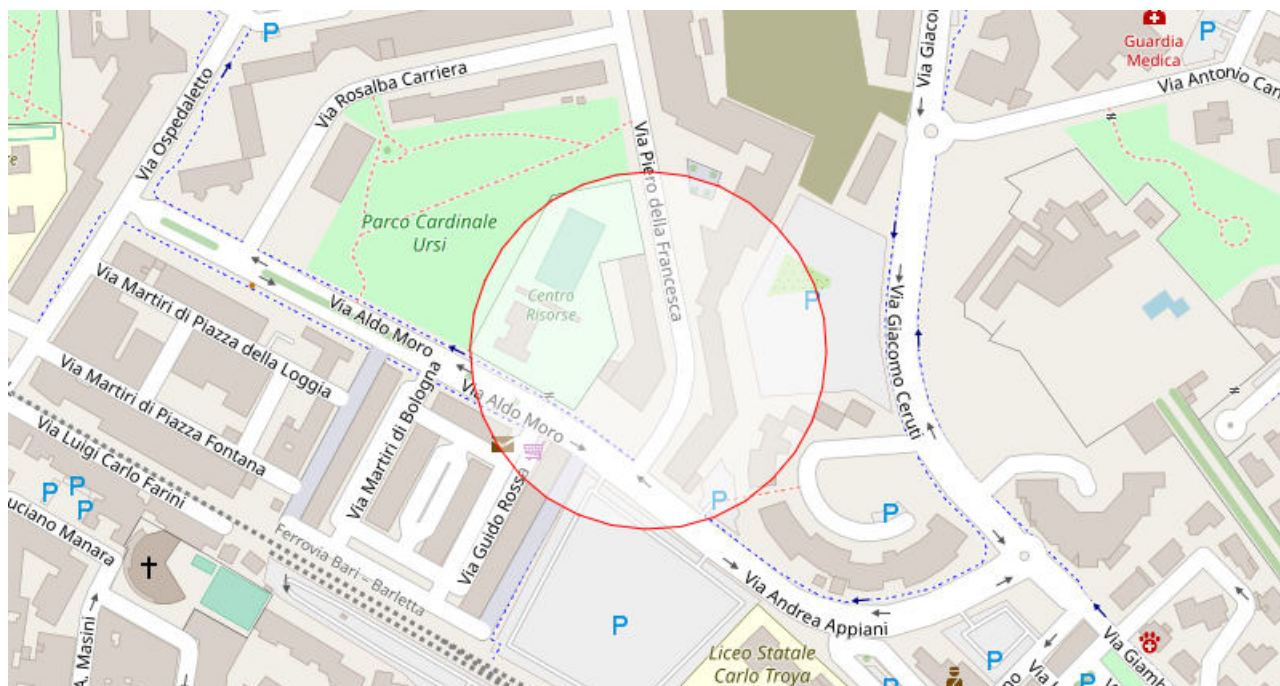 P
P
Guardia
Medica
Via Giacon
Via Antonio Can
Via Ospedaletto
Via Rosalba Carriera
Via Piero della Francesca
Parco Cardinale
Ursi
Centro
Risorse
P
Via Giacomo Ceruti
Via Martiri di Piazza della Loggia
Via Aldo Moro
Via Aldo Moro
Via Martiri di Piazza Fontana
Via Martiri di Bologna
Via Luigi Carlo Farini
Via Guido Rossa
P
P
P
P
P
uciano Manara
Ferrovia Bari – Barletta
A. Masini
Via Andrea Appiani
P
Liceo Statale
Carlo Troya
P
P
Via Giamb